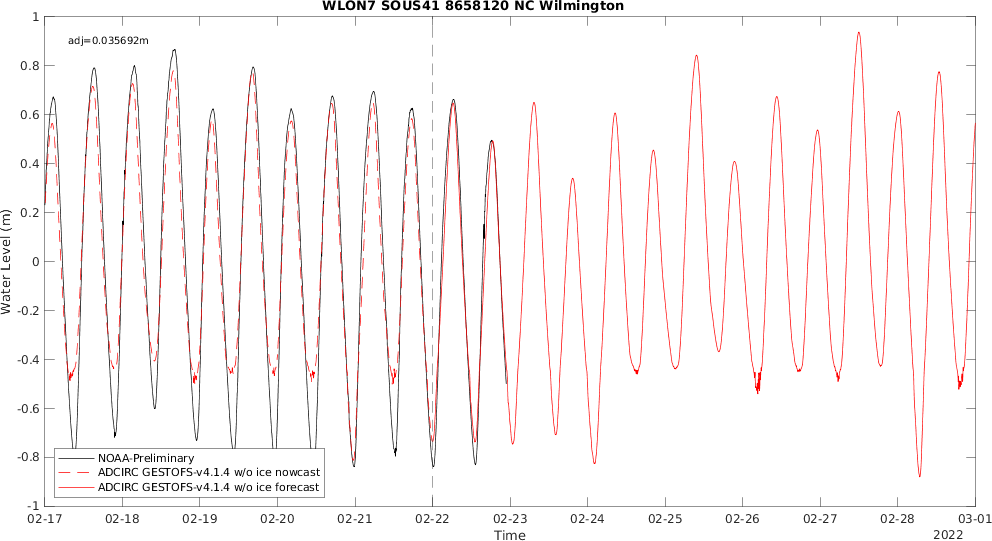 WLON7 SOUS41 8658120 NC Wilmington
adj=0.035692m
1
0.8
0.6
0.4
0.2
0
-0.2
-0.4
-0.6
-0.8
-1
Water Level (m)
NOAA-Preliminary
ADCIRC GESTOFS-v4.1.4 w/o ice nowcast
ADCIRC GESTOFS-v4.1.4 w/o ice forecast
02-17 02-18 02-19 02-20 02-21 02-22 02-23 02-24 02-25 02-26 02-27 02-28 03-01
Time
2022